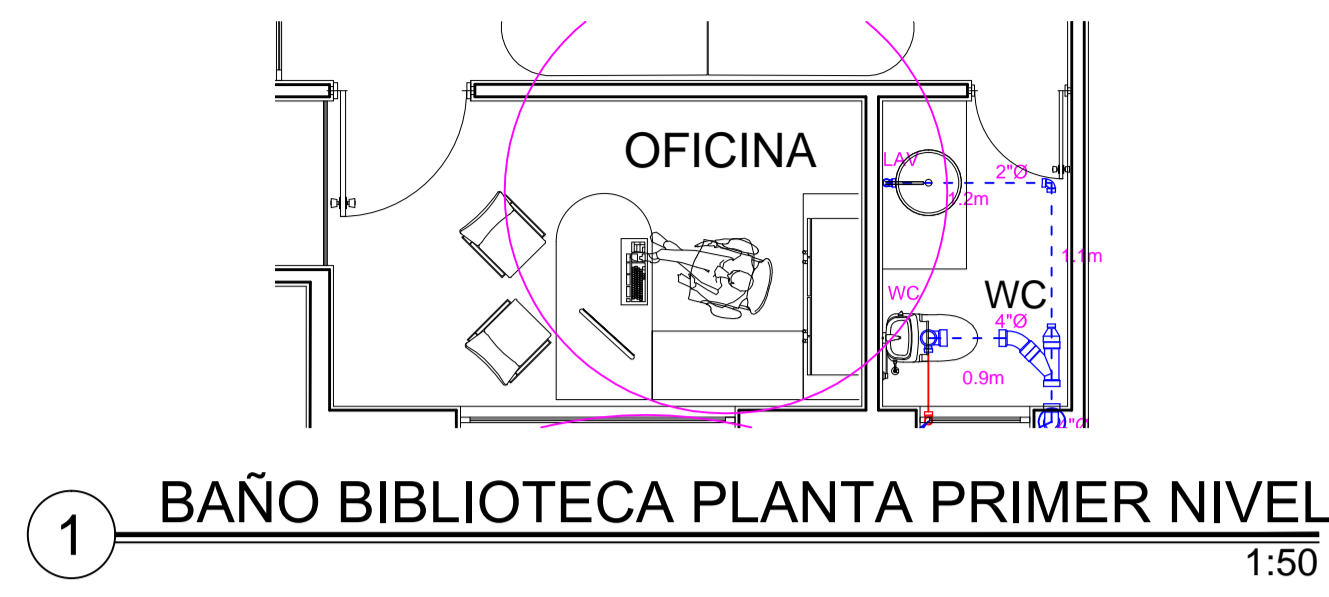 OFICINA
LAV
2"Ø
1.2m
1.1m
WC
WC
4"Ø
0.9m
4"Ø
1
BAÑO BIBLIOTECA PLANTA PRIMER NIVEL
1:50